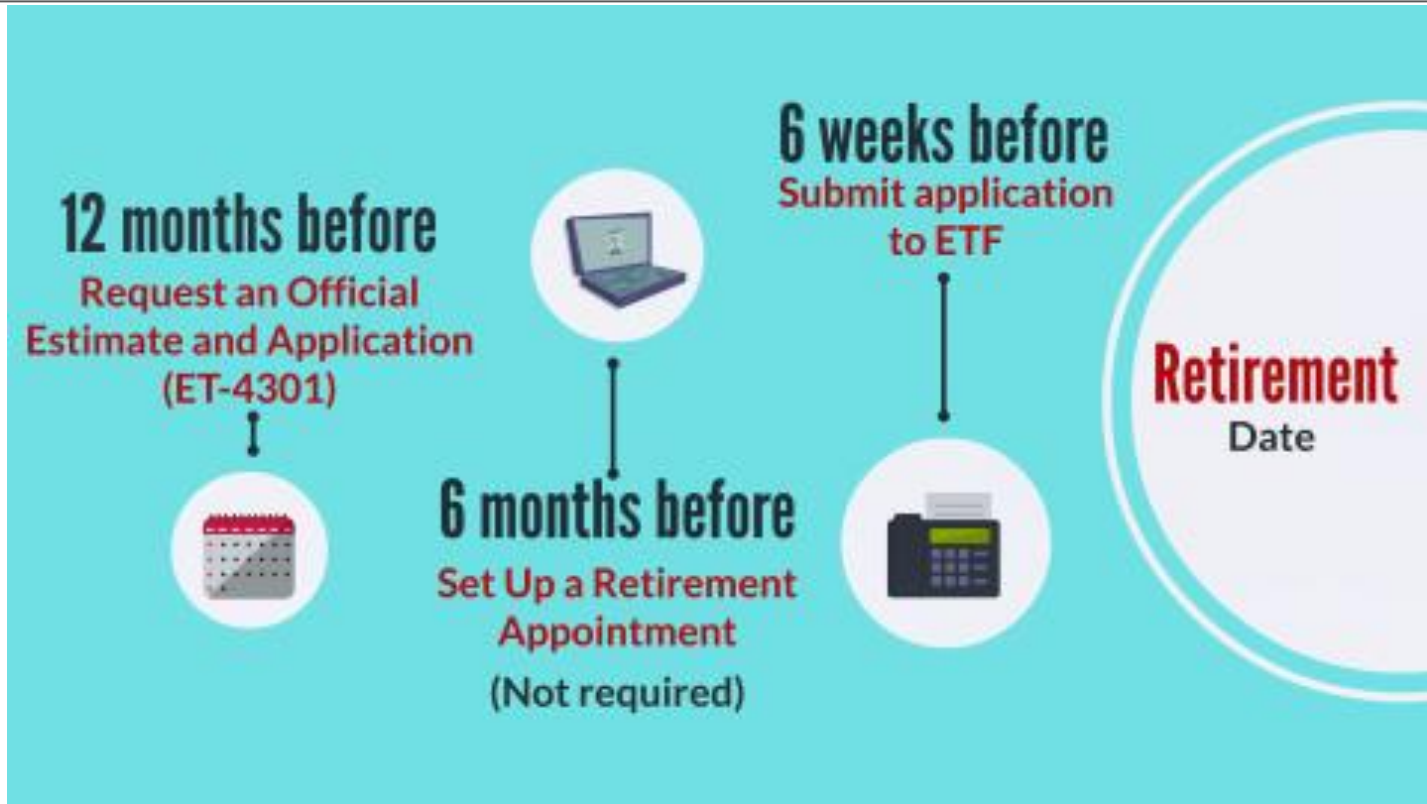 12 months before
Request an Official
Estimate and Application
(ET-4301)
6 months before
Set Up a Retirement
Appointment
(Not required)
6 weeks before
Submit application
to ETF
Retirement
Date